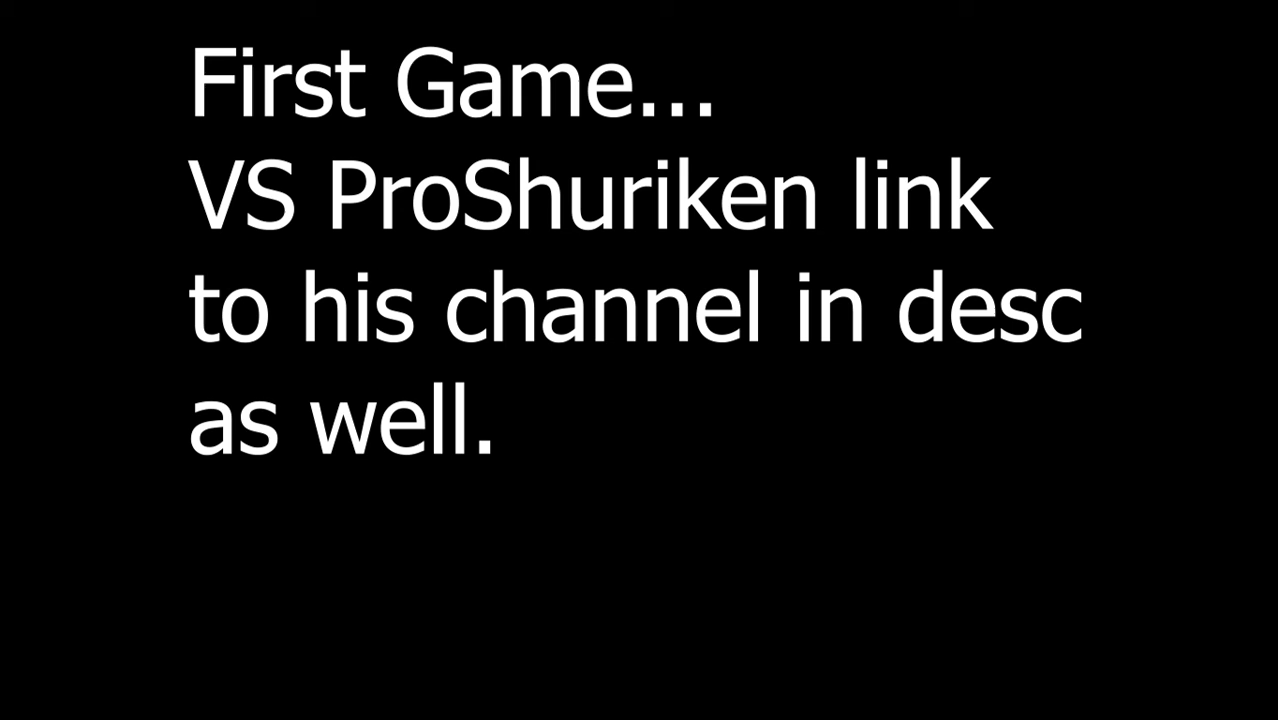 First Game...
VS ProShuriken link
to his channel in desc
as well.